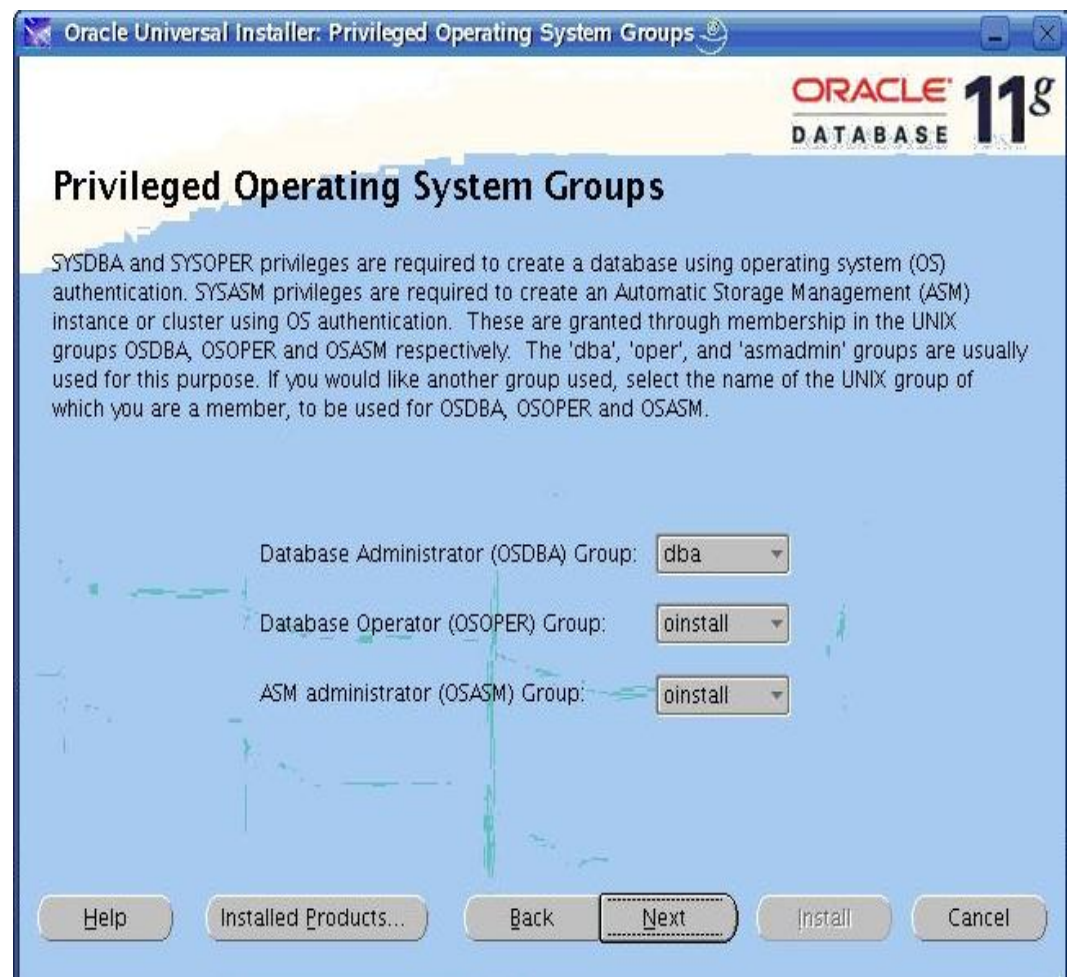 Oracle Universal Installer: Privileged Operating System Groups
ORACLE 11g
DATABASE
Privileged Operating System Groups
SYSDBA and SYSOPER privileges are required to create a database using operating system (OS)
authentication. SYSASM privileges are required to create an Automatic Storage Management (ASM)
instance or cluster using OS authentication. These are granted through membership in the UNIX
groups OSDBA, OSOPER and OSASM respectively. The 'dba', 'oper', and 'asmadmin' groups are usually
used for this purpose. If you would like another group used, select the name of the UNIX group of
which you are a member, to be used for OSDBA, OSOPER and OSASM.
Database Administrator (OSDBA) Group: dba
Database Operator (OSOPER) Group: oinstall
ASM administrator (OSASM) Group: oinstall
Help Installed Products... Back Next Install Cancel